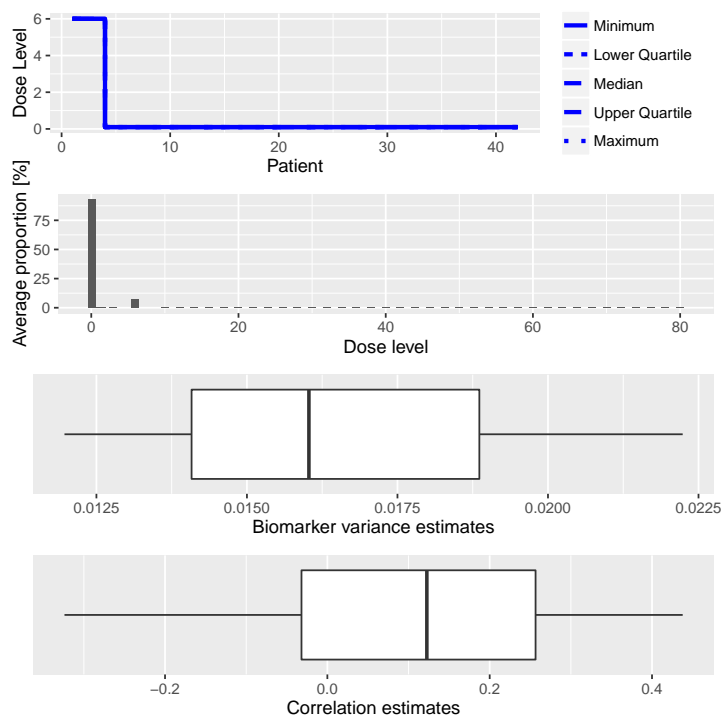 Dose Level
6
4
2
0
0 10 20 30 40
Patient
Minimum
Lower Quartile
Median
Upper Quartile
Maximum
Average proportion [%]
75
50
25
0
0 20 40 60 80
Dose level
0.0125 0.0150 0.0175 0.0200 0.0225
Biomarker variance estimates
−0.2 0.0 0.2 0.4
Correlation estimates